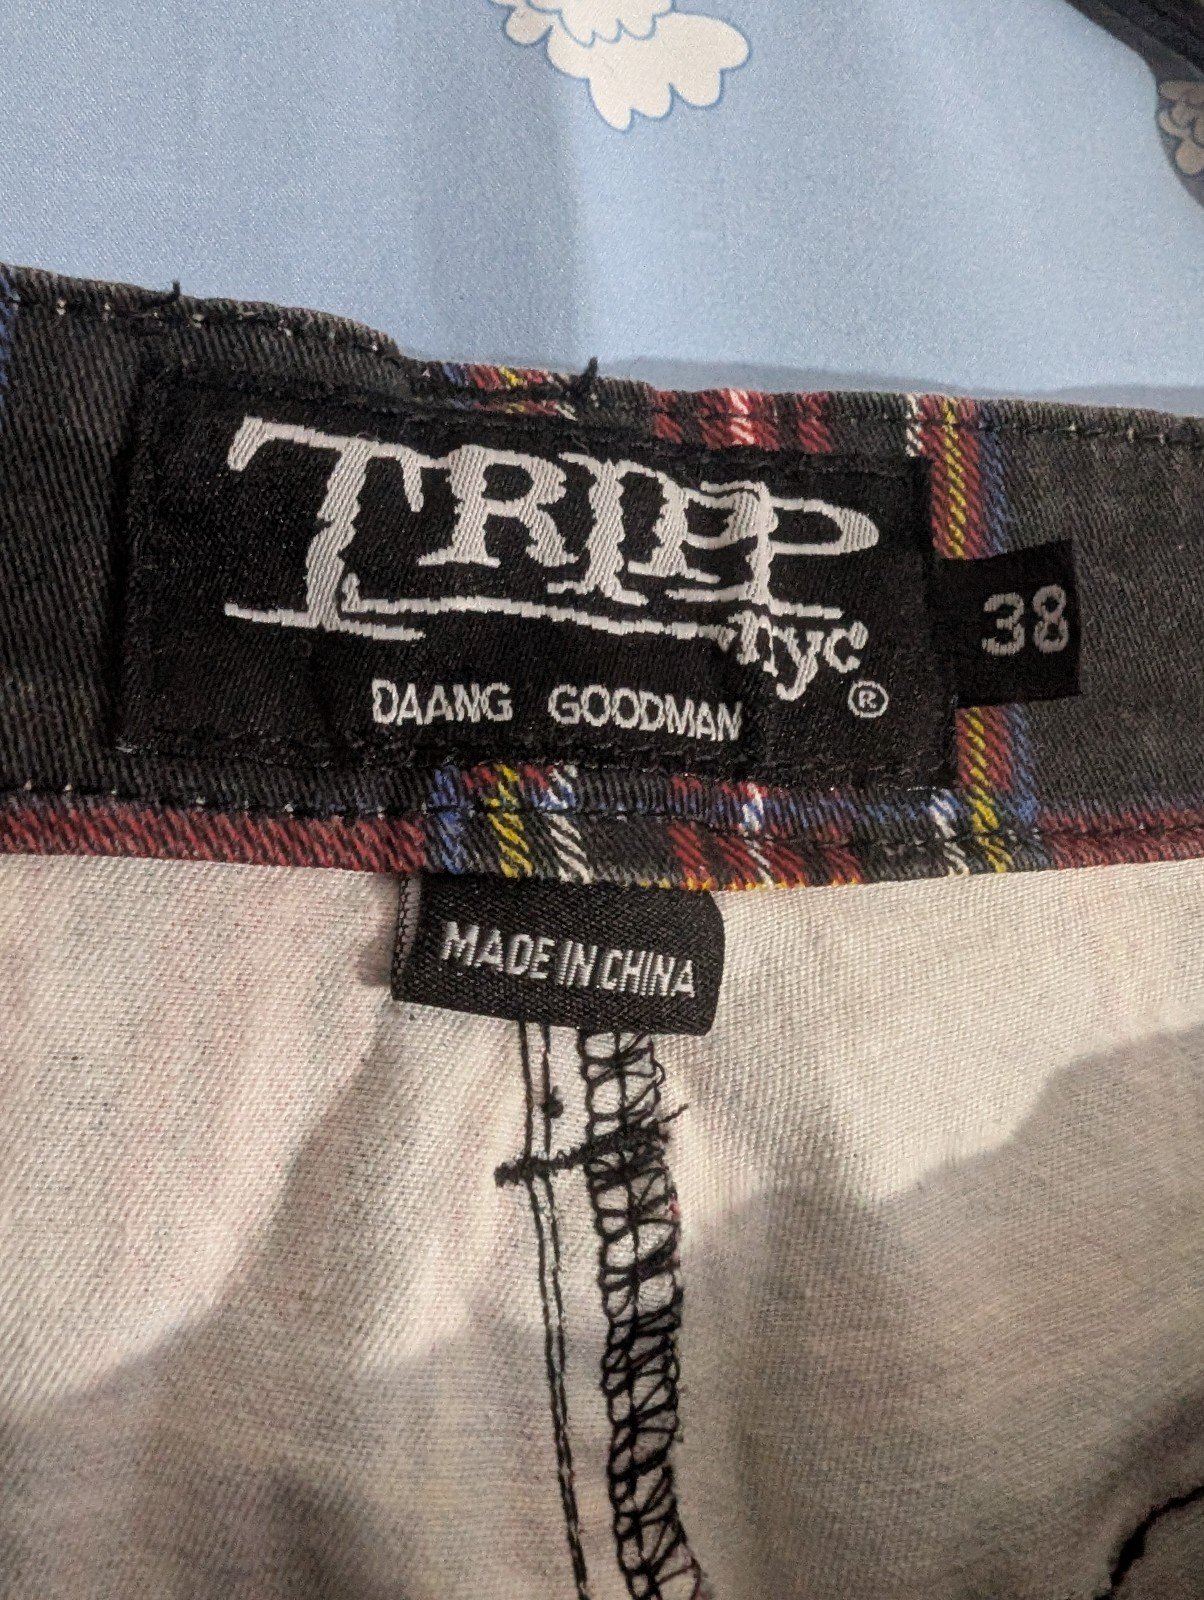 TRIPP
nyc
®
DAANG GOODMAN
38
MADE IN CHINA